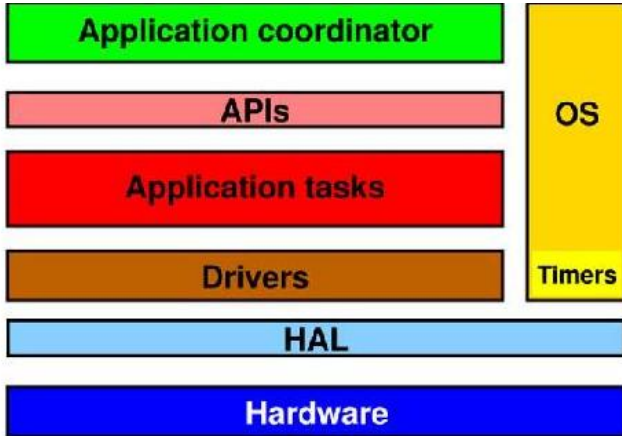 Application coordinator
APIs
OS
Application tasks
Drivers
Timers
HAL
Hardware